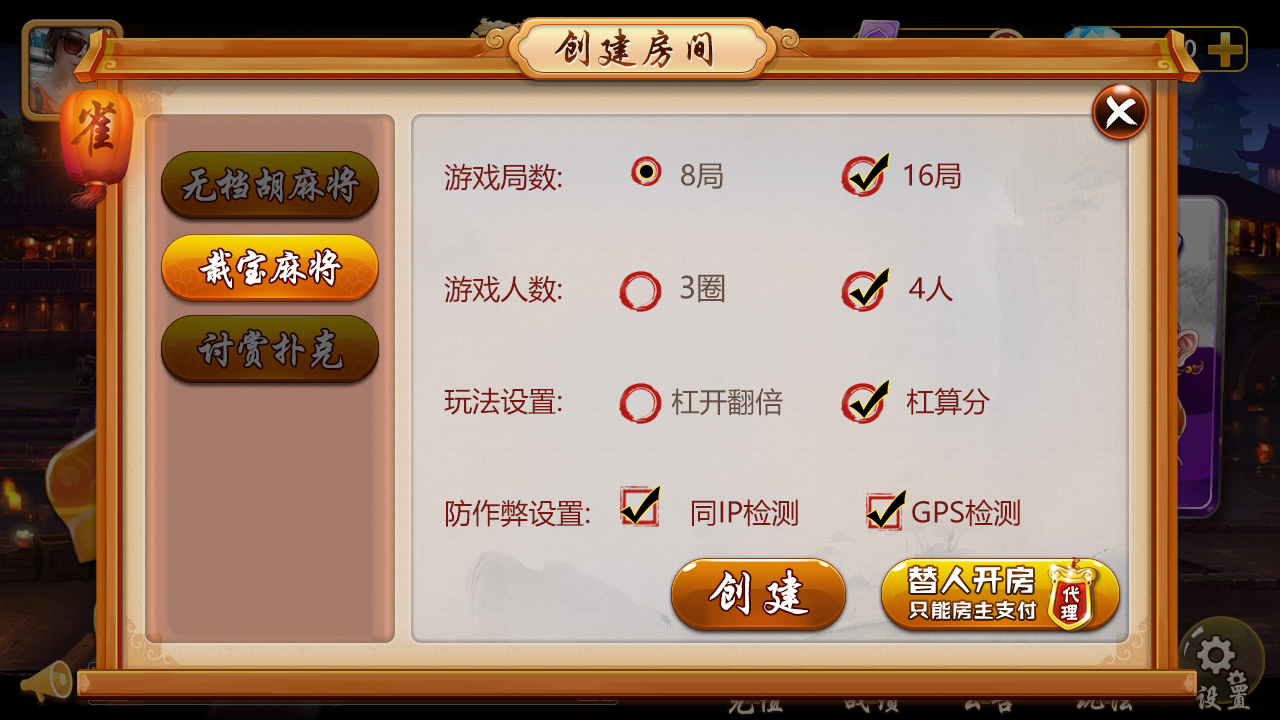 创建房间
0
雀
无档胡麻将
裁宝麻将
讨赏扑克
游戏局数: 8局 16局
游戏人数: 3圈 4人
玩法设置: 杠开翻倍 杠算分
防作弊设置: 同IP检测 GPS检测
创建
替人开房
只能房主支付
代理
设置